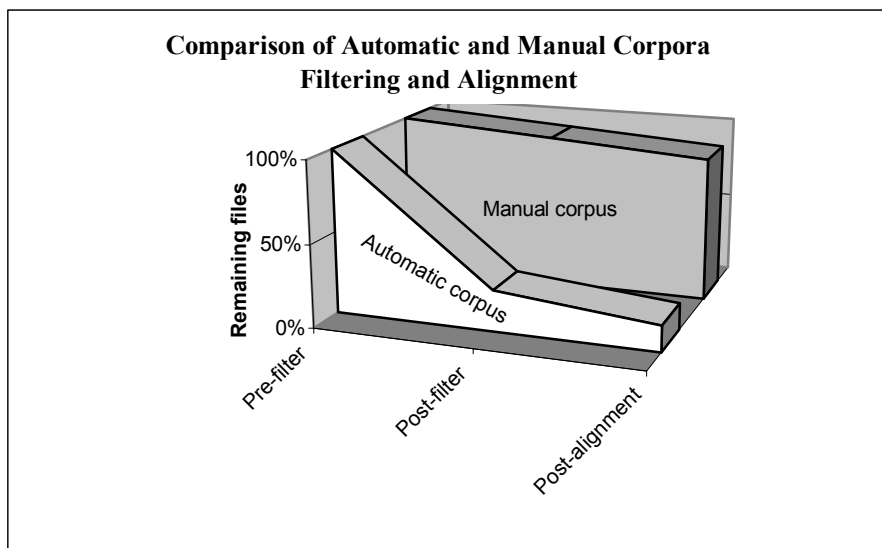 Comparison of Automatic and Manual Corpora
Filtering and Alignment
100%
50%
0%
Remaining files
Manual corpus
Automatic corpus
Pre-filter
Post-filter
Post-alignment